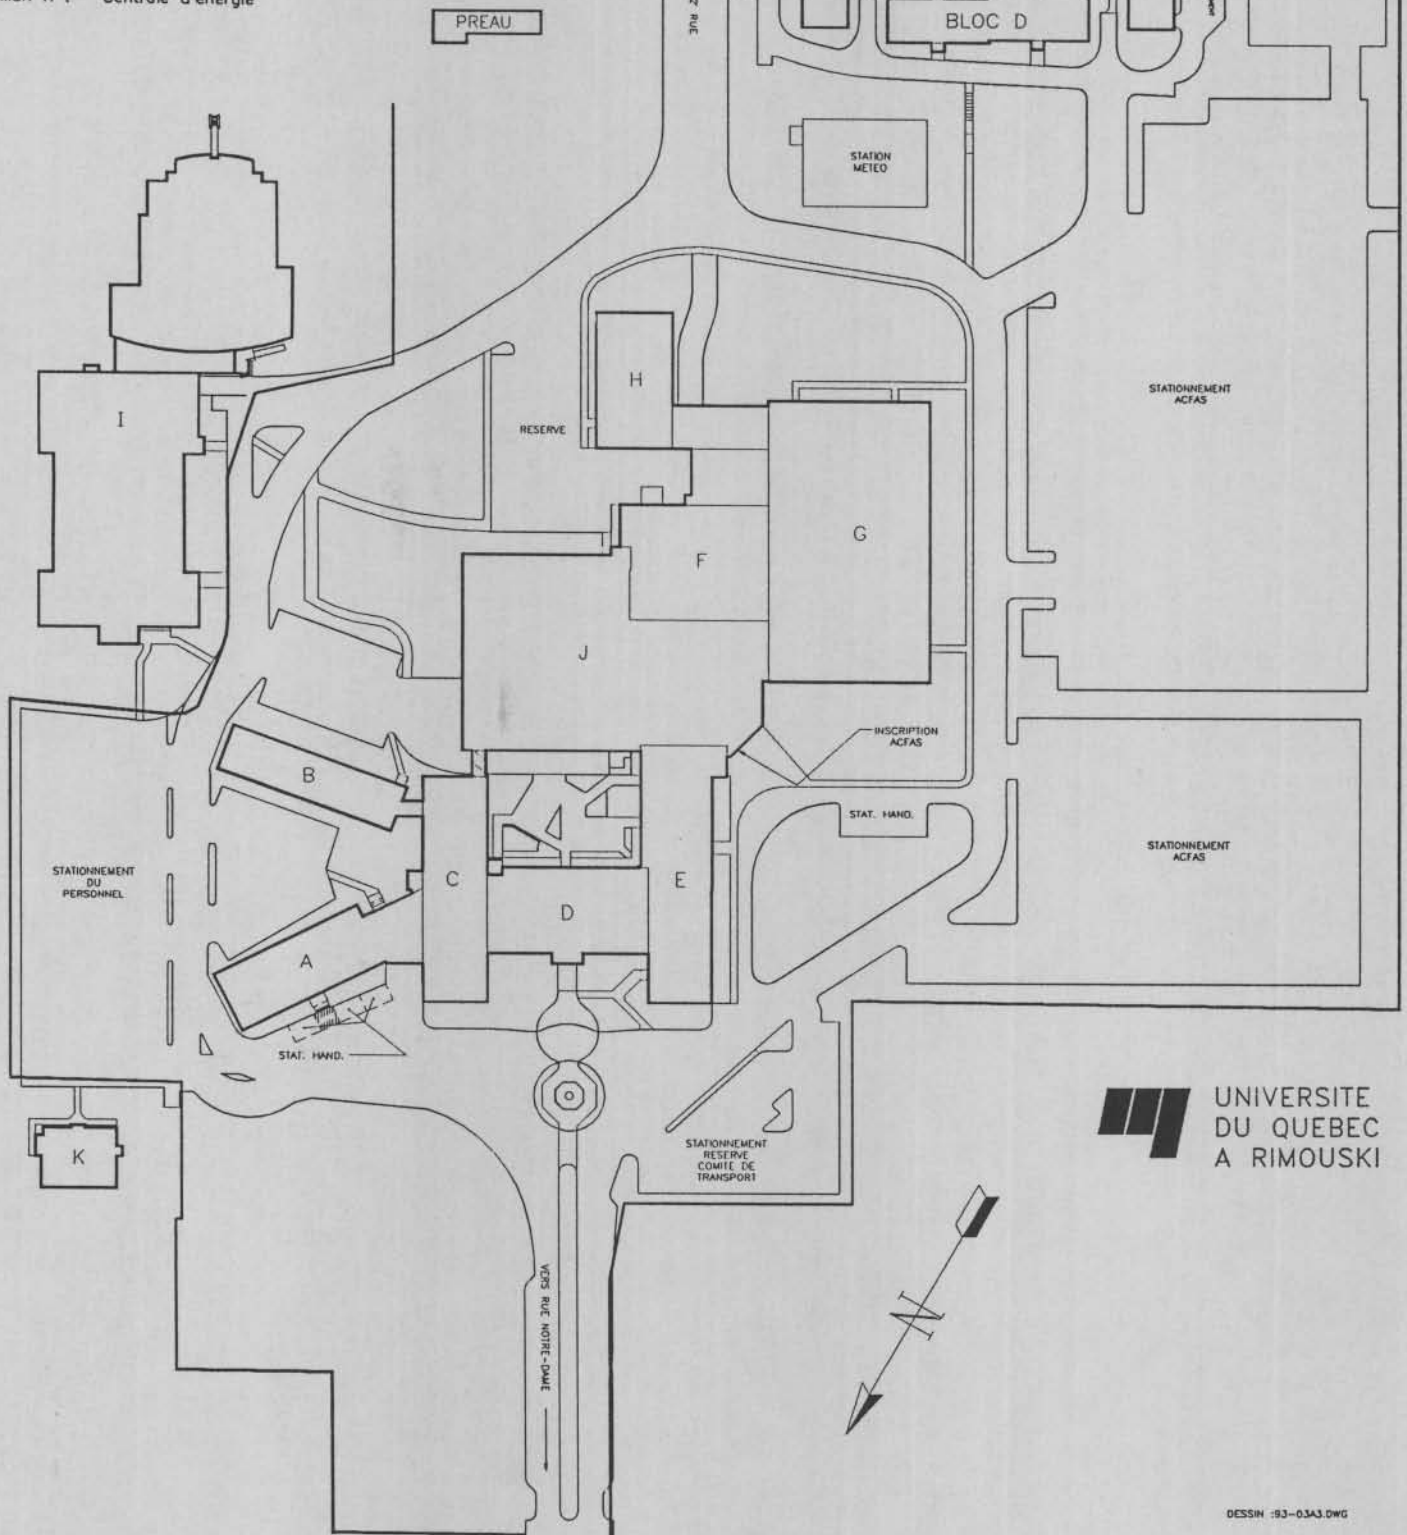 Centrale d'énergie
PREAU
RUE
BLOC D
STATION
METEO
I
H
RESERVE
STATIONNEMENT
ACFAS
G
F
J
INSCRIPTION
ACFAS
B
STAT. HAND.
STATIONNEMENT
DU
PERSONNEL
C
E
STATIONNEMENT
ACFAS
D
A
STAT. HAND.
K
STATIONNEMENT
RESERVE
COMITE DE
TRANSPORT
UNIVERSITE
DU QUEBEC
A RIMOUSKI
VERS RUE NOTRE-DAME
N
DESSIN :93-03A3.DWG